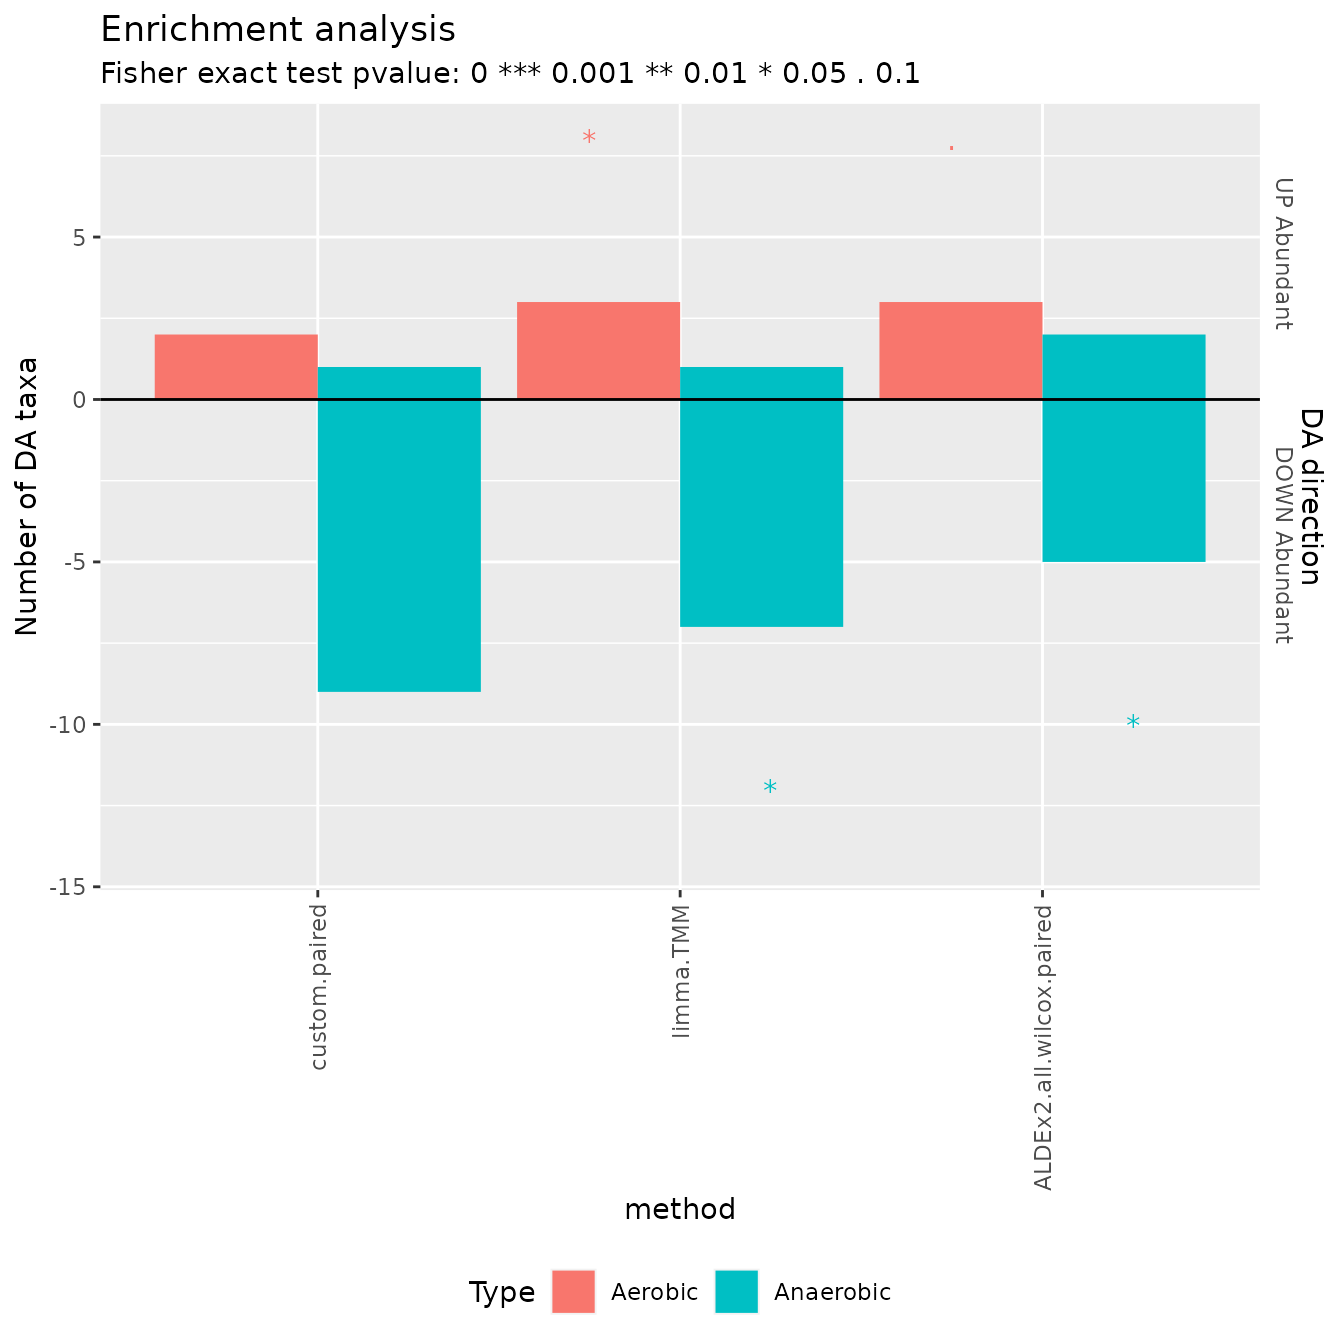 Enrichment analysis
Fisher exact test pvalue: 0 *** 0.001 ** 0.01 * 0.05 . 0.1
Number of DA taxa
5
0
-5
-10
-15
*
.
*
*
UP Abundant
DOWN Abundant
DA direction
custom.paired
limma.TMM
ALDEx2.all.wilcox.paired
method
Type
Aerobic
Anaerobic